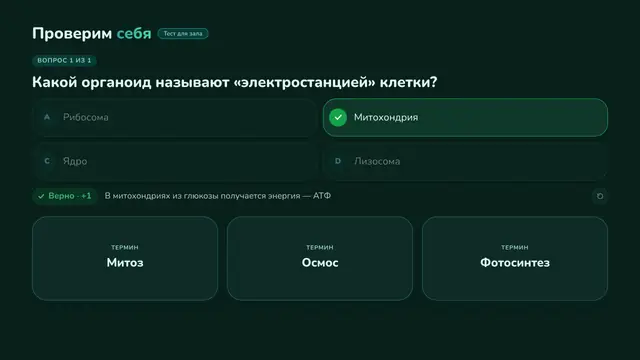 Проверим себя
Тест для зала
ВОПРОС 1 ИЗ 1
Какой органоид называют «электростанцией» клетки?
A Рибосома
Митохондрия
C Ядро
D Лизосома
Верно · +1
В митохондриях из глюкозы получается энергия — АТФ
ТЕРМИН
Митоз
ТЕРМИН
Осмос
ТЕРМИН
Фотосинтез